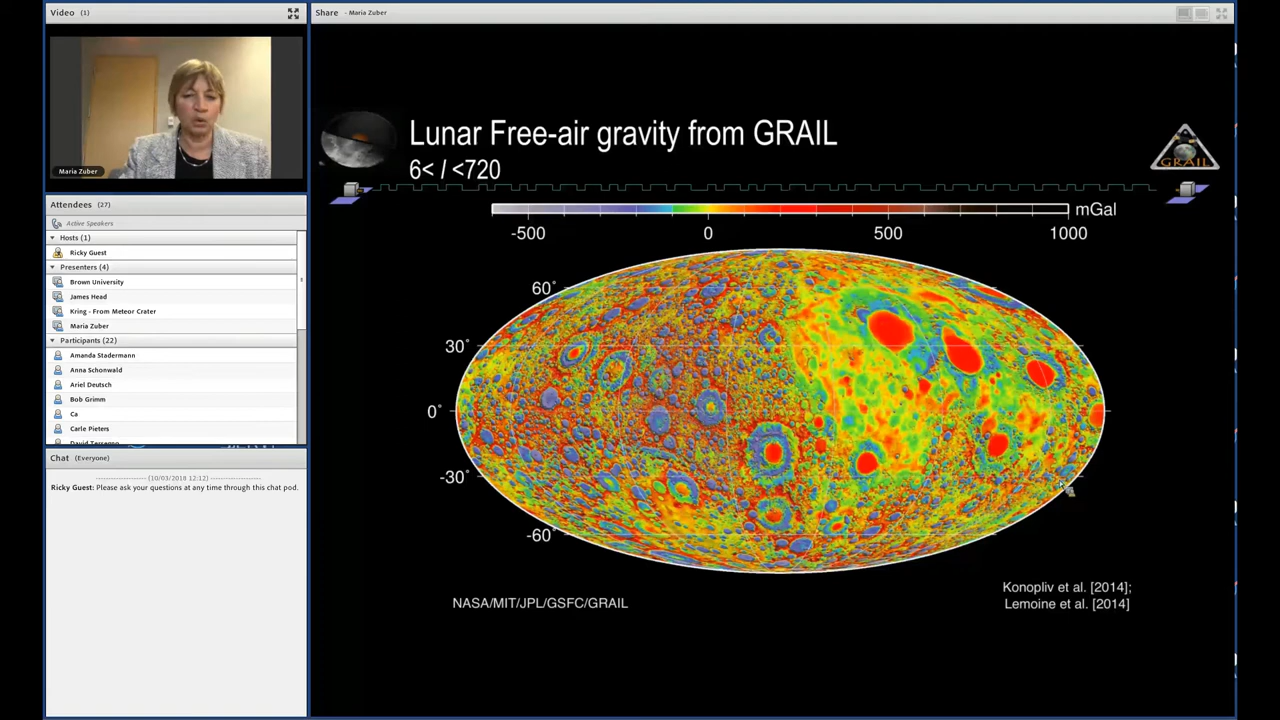 Video (1)
Maria Zuber
Attendees (27)
Active Speakers
Hosts (1)
Ricky Guest
Presenters (4)
Brown University
James Head
Kring - From Meteor Crater
Maria Zuber
Participants (22)
Amanda Stadermann
Anna Schonwald
Ariel Deutsch
Bob Grimm
Ca
Carle Pieters
Chat (Everyone)
(10/03/2018 12:12)
Ricky Guest: Please ask your questions at any time through this chat pod.
Share - Maria Zuber
Lunar Free-air gravity from GRAIL
6< / <720
GRAIL
mGal
-500 0 500 1000
60°
30°
0°
-30°
-60°
NASA/MIT/JPL/GSFC/GRAIL
Konopliv et al. [2014];
Lemoine et al. [2014]